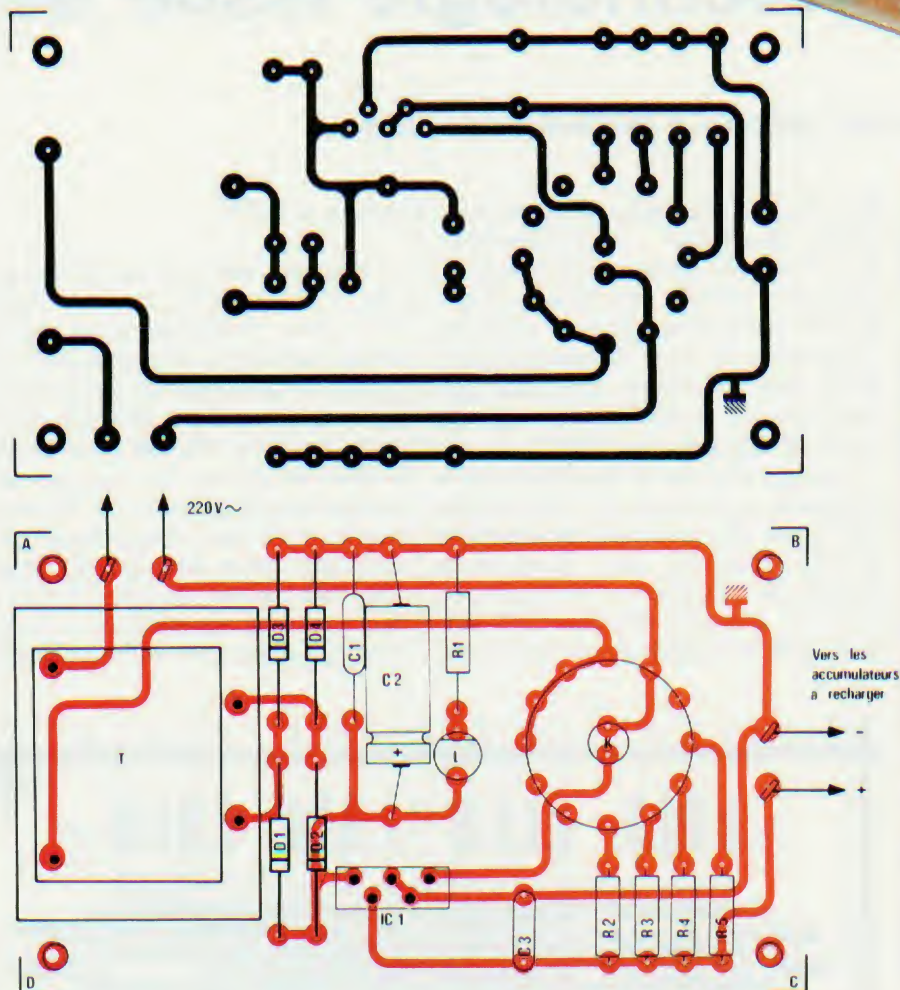 220V~
A
B
D3
D4
C1
C2
R1
Vers les
accumulateurs
a recharger
T
+
L
K
-
+
D1
D2
IC 1
C3
R2
R3
R4
R5
D
C